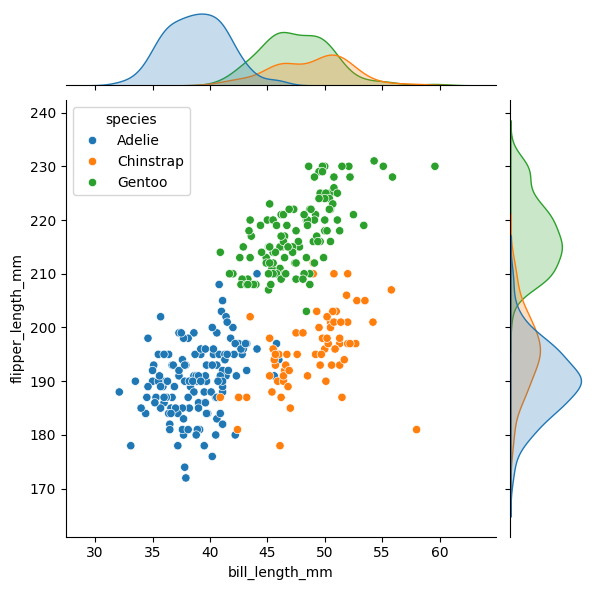 240
230
220
210
200
190
180
170
flipper_length_mm
species
Adelie
Chinstrap
Gentoo
30 35 40 45 50 55 60
bill_length_mm